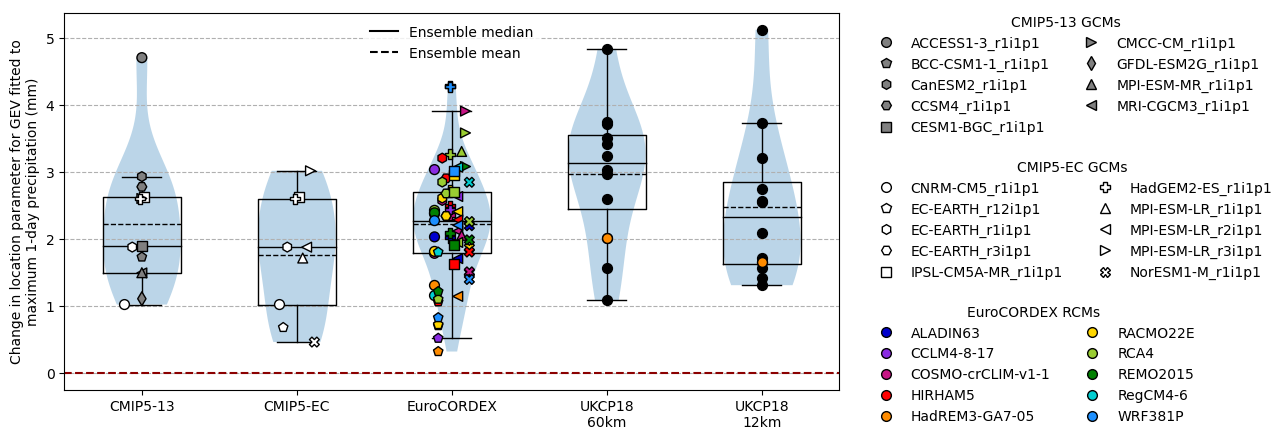 Change in location parameter for GEV fitted to
maximum 1-day precipitation (mm)
5
4
3
2
1
0
Ensemble median
Ensemble mean
CMIP5-13
CMIP5-EC
EuroCORDEX
UKCP18
60km
UKCP18
12km
CMIP5-13 GCMs
ACCESS1-3_r1i1p1
BCC-CSM1-1_r1i1p1
CanESM2_r1i1p1
CCSM4_r1i1p1
CESM1-BGC_r1i1p1
CMCC-CM_r1i1p1
GFDL-ESM2G_r1i1p1
MPI-ESM-MR_r1i1p1
MRI-CGCM3_r1i1p1
CMIP5-EC GCMs
CNRM-CM5_r1i1p1
EC-EARTH_r12i1p1
EC-EARTH_r1i1p1
EC-EARTH_r3i1p1
IPSL-CM5A-MR_r1i1p1
HadGEM2-ES_r1i1p1
MPI-ESM-LR_r1i1p1
MPI-ESM-LR_r2i1p1
MPI-ESM-LR_r3i1p1
NorESM1-M_r1i1p1
EuroCORDEX RCMs
ALADIN63
CCLM4-8-17
COSMO-crCLIM-v1-1
HIRHAM5
HadREM3-GA7-05
RACMO22E
RCA4
REMO2015
RegCM4-6
WRF381P